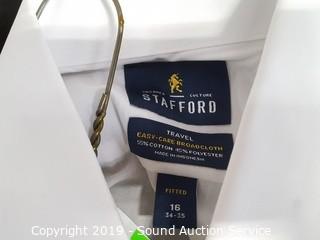 CULTURE
STAFFORD
TRAVEL
EASY-CARE BROADCLOTH
55% COTTON 45% POLYESTER
MADE IN INDONESIA
FITTED
16
34-35
Copyright 2019 - Sound Auction Service